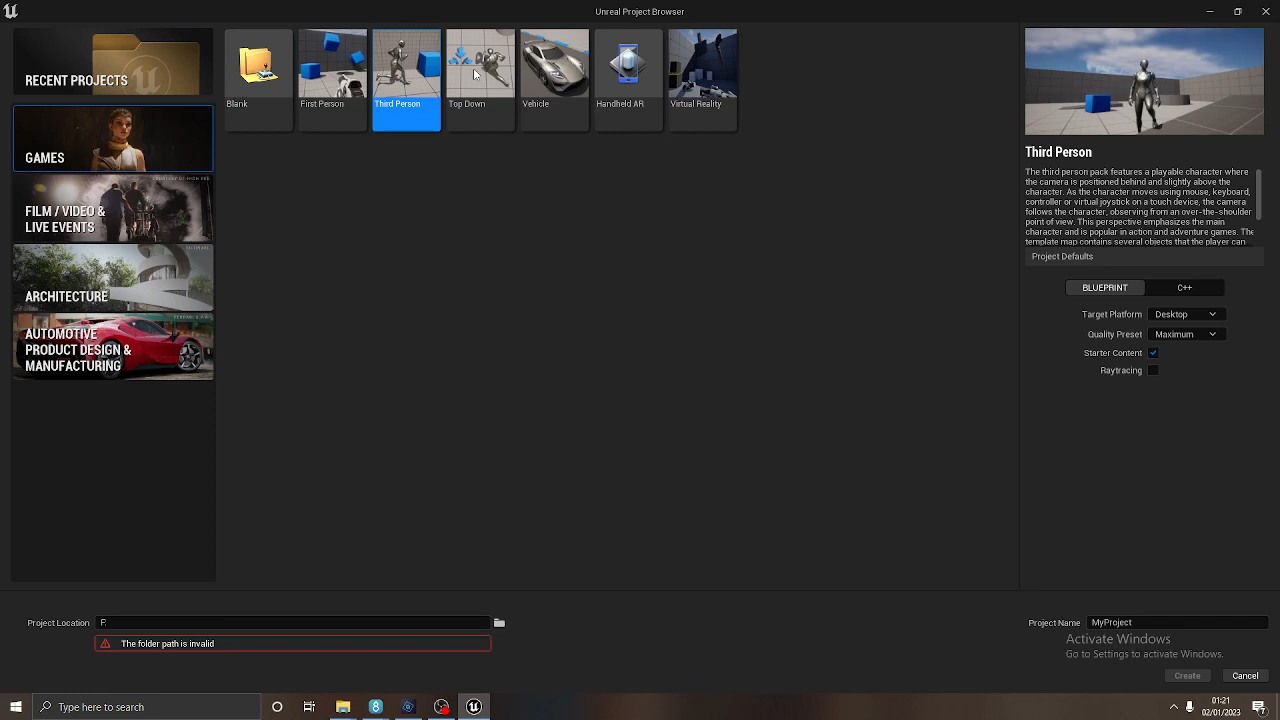 Unreal Project Browser
RECENT PROJECTS
GAMES
FILM / VIDEO &
LIVE EVENTS
ARCHITECTURE
AUTOMOTIVE
PRODUCT DESIGN &
MANUFACTURING
Blank
First Person
Third Person
Top Down
Vehicle
Handheld AR
Virtual Reality
Third Person
The third person pack features a playable character where
the camera is positioned behind and slightly above the
character. As the character moves using mouse, keyboard,
controller or virtual joystick on a touch device, the camera
follows the character, observing from an over-the-shoulder
point of view. This perspective emphasizes the main
character and is popular in action and adventure games. The
template map contains several objects that the player can
Project Defaults
BLUEPRINT
C++
Target Platform
Desktop
Quality Preset
Maximum
Starter Content
Raytracing
Project Location
The folder path is invalid
Project Name
MyProject
Activate Windows
Go to Settings to activate Windows.
Create
Cancel
Type here to search
01:21
02/01/2023